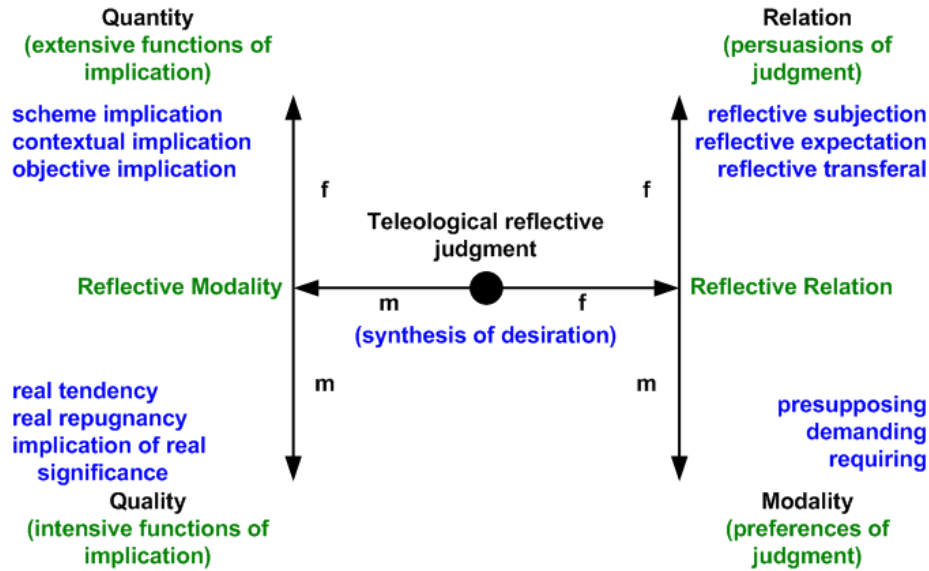 Quantity
(extensive functions of
implication)
scheme implication
contextual implication
objective implication
Relation
(persuasions of
judgment)
reflective subjection
reflective expectation
reflective transferal
f
f
Teleological reflective
judgment
Reflective Modality
Reflective Relation
m
f
(synthesis of desiration)
m
m
real tendency
real repugnancy
implication of real
significance
Quality
(intensive functions of
implication)
presupposing
demanding
requiring
Modality
(preferences of
judgment)